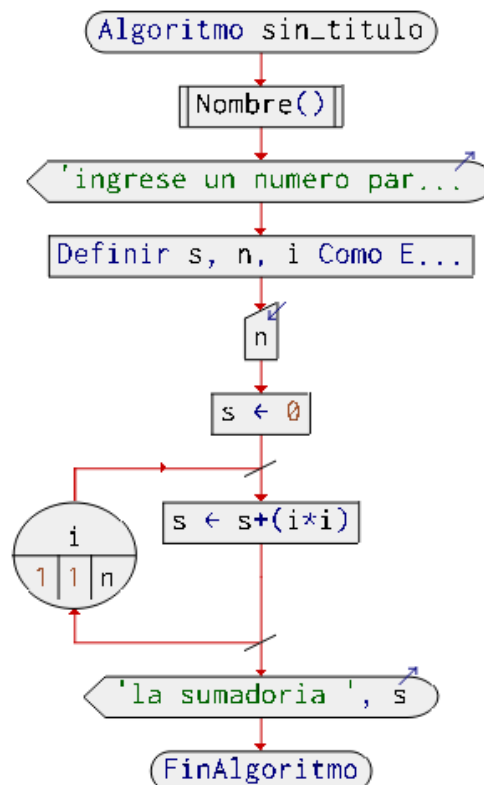 Algoritmo sin_titulo
Nombre()
'ingrese un numero par...
Definir s, n, i Como E...
n
s ← 0
s ← s+(i*i)
i
1 1 n
'la sumadoria ', s
FinAlgoritmo